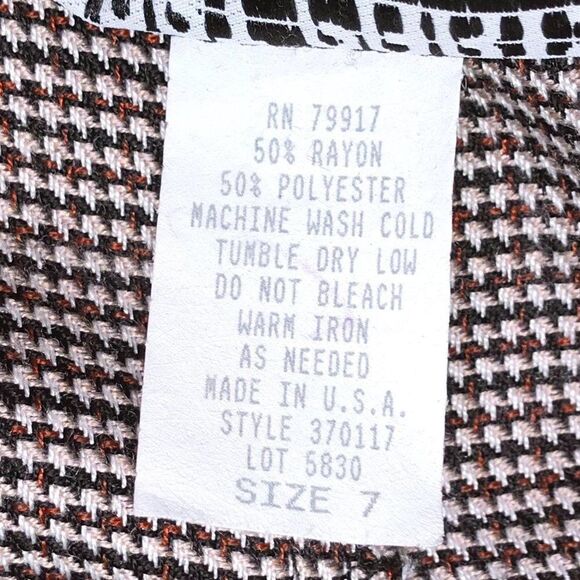 RN 79917
50% RAYON
50% POLYESTER
MACHINE WASH COLD
TUMBLE DRY LOW
DO NOT BLEACH
WARM IRON
AS NEEDED
MADE IN U.S.A.
STYLE 370117
LOT 5830
SIZE 7